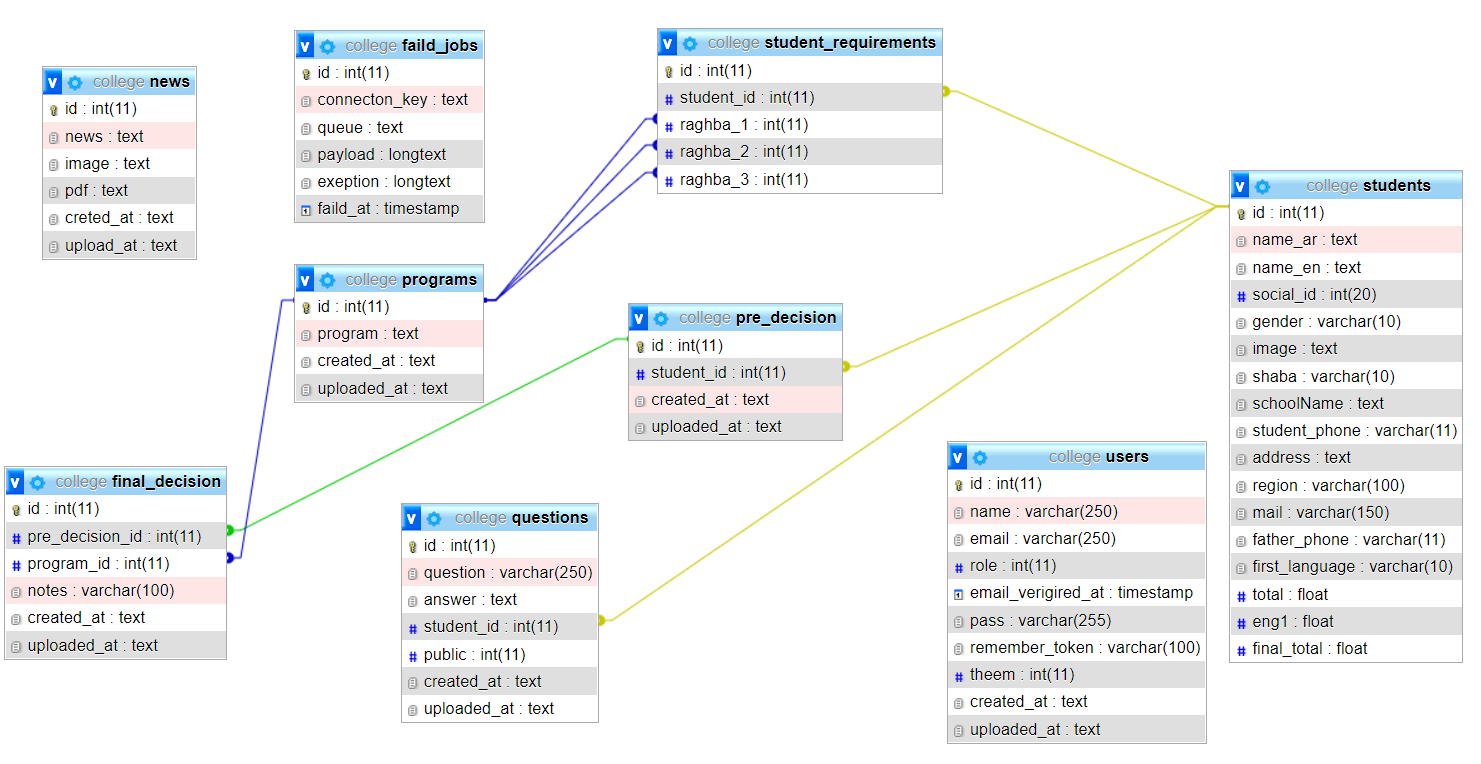 college news
id : int(11)
news : text
image : text
pdf : text
creted_at : text
upload_at : text
college faild_jobs
id : int(11)
connecton_key : text
queue : text
payload : longtext
exeption : longtext
faild_at : timestamp
college student_requirements
id : int(11)
student_id : int(11)
raghba_1 : int(11)
raghba_2 : int(11)
raghba_3 : int(11)
college students
id : int(11)
name_ar : text
name_en : text
social_id : int(20)
gender : varchar(10)
image : text
shaba : varchar(10)
schoolName : text
student_phone : varchar(11)
address : text
region : varchar(100)
mail : varchar(150)
father_phone : varchar(11)
first_language : varchar(10)
total : float
eng1 : float
final_total : float
college programs
id : int(11)
program : text
created_at : text
uploaded_at : text
college pre_decision
id : int(11)
student_id : int(11)
created_at : text
uploaded_at : text
college final_decision
id : int(11)
pre_decision_id : int(11)
program_id : int(11)
notes : varchar(100)
created_at : text
uploaded_at : text
college questions
id : int(11)
question : varchar(250)
answer : text
student_id : int(11)
public : int(11)
created_at : text
uploaded_at : text
college users
id : int(11)
name : varchar(250)
email : varchar(250)
role : int(11)
email_verigired_at : timestamp
pass : varchar(255)
remember_token : varchar(100)
theem : int(11)
created_at : text
uploaded_at : text